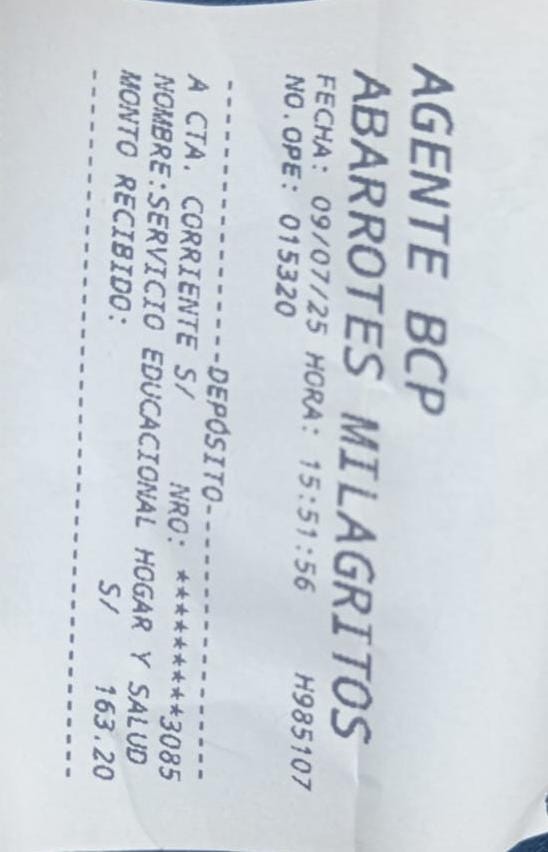 AGENTE BCP
ABARROTES MILAGRITOS
FECHA: 09/07/25 HORA: 15:51:56 H985107
NO.OPE: 015320
--------------------DEPÓSITO--------------------
A CTA. CORRIENTE S/ NRO: *********3085
NOMBRE:SERVICIO EDUCACIONAL HOGAR Y SALUD
MONTO RECIBIDO: S/ 163.20
------------------------------------------------